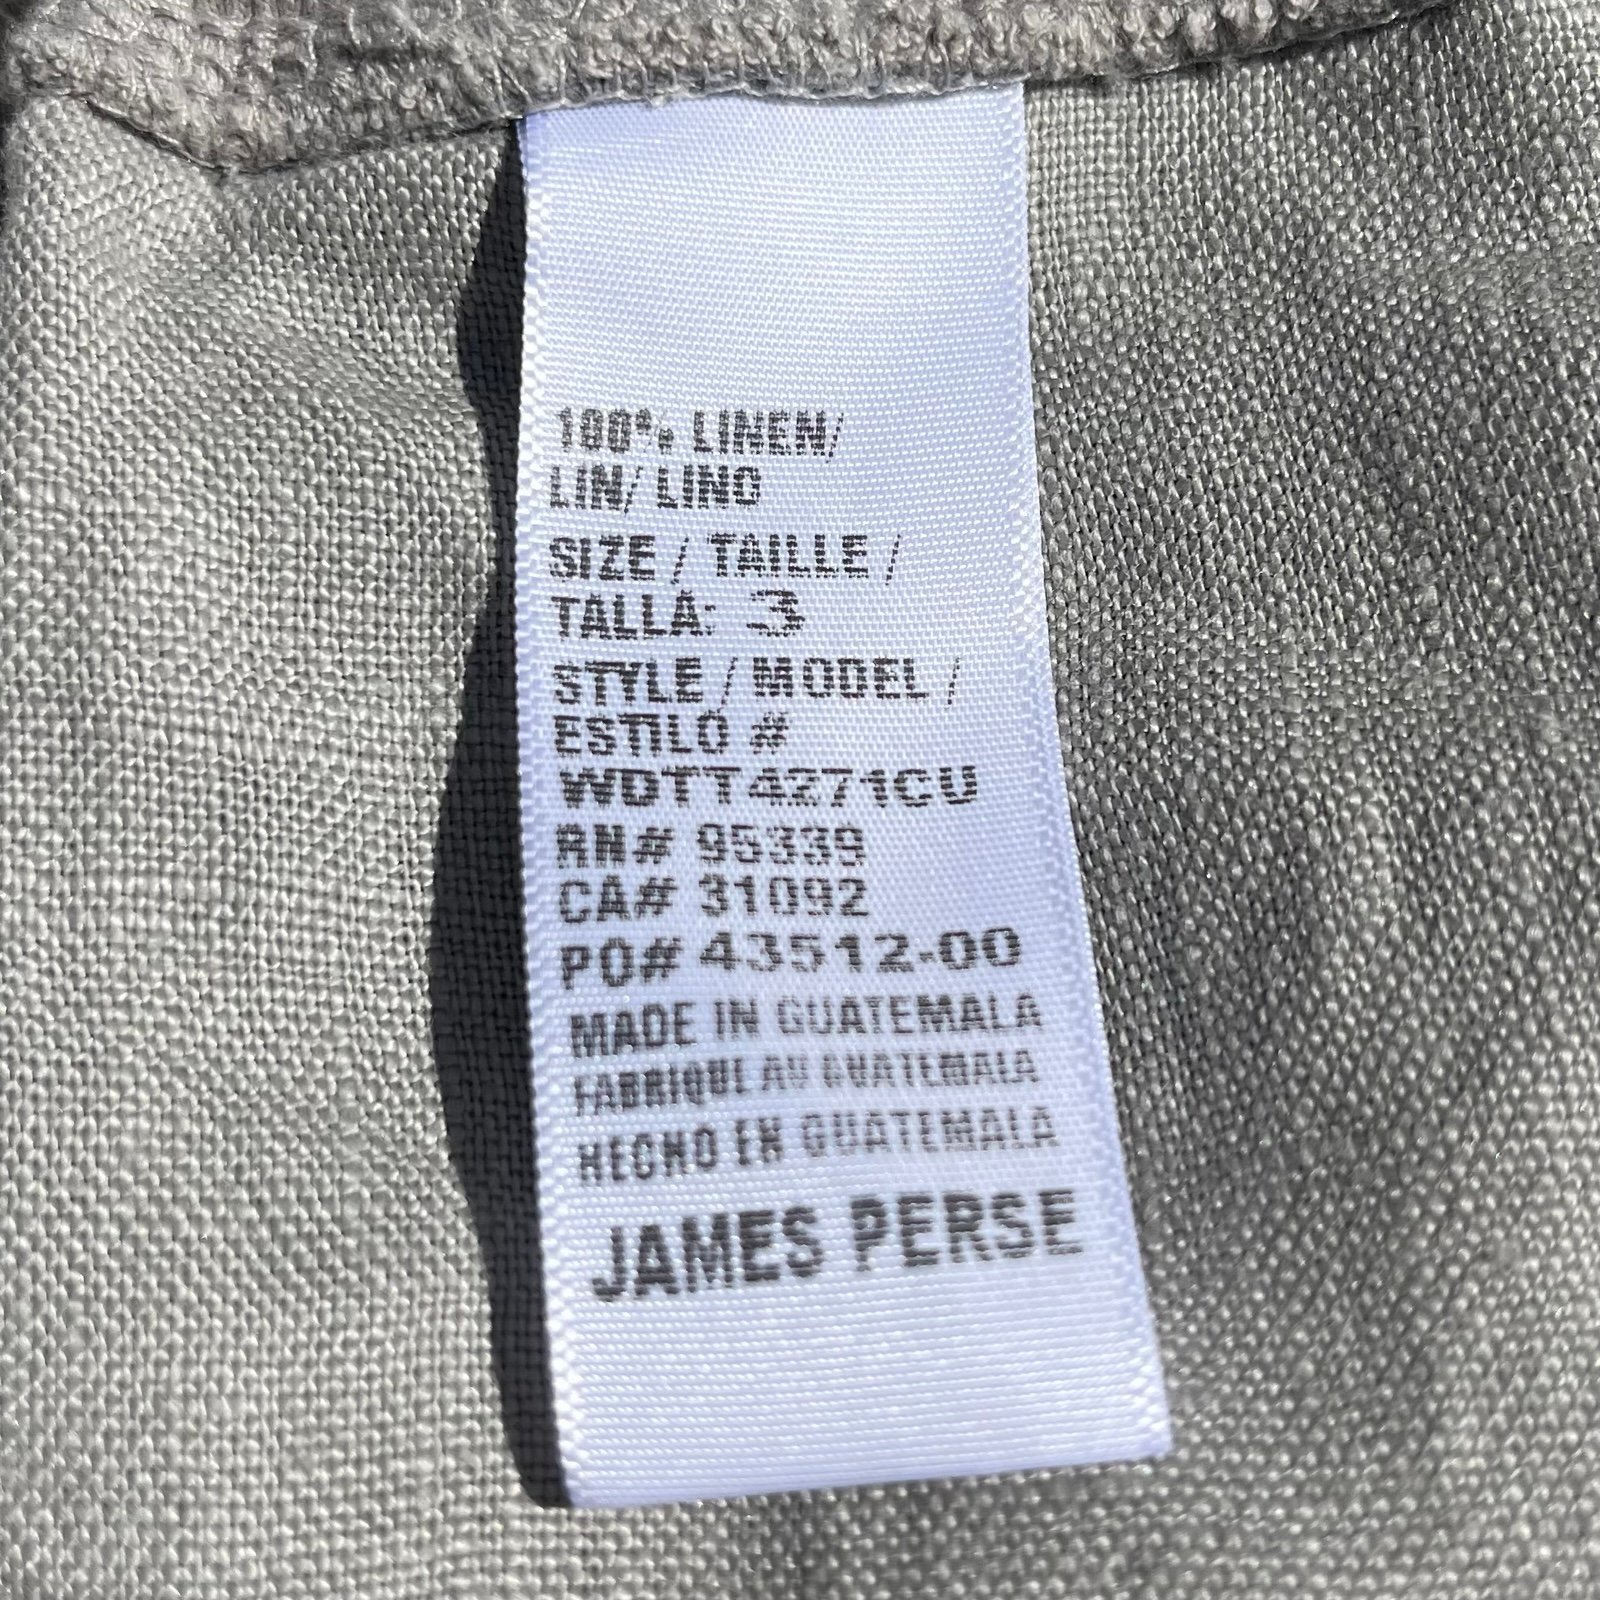 100% LINEN/
LIN/ LINO
SIZE / TAILLE /
TALLA: 3
STYLE / MODEL /
ESTILO #
WDTT4271CU
RN# 95339
CA# 31092
PO# 43512-00
MADE IN GUATEMALA
FABRIQUE AU GUATEMALA
HECHO EN GUATEMALA
JAMES PERSE